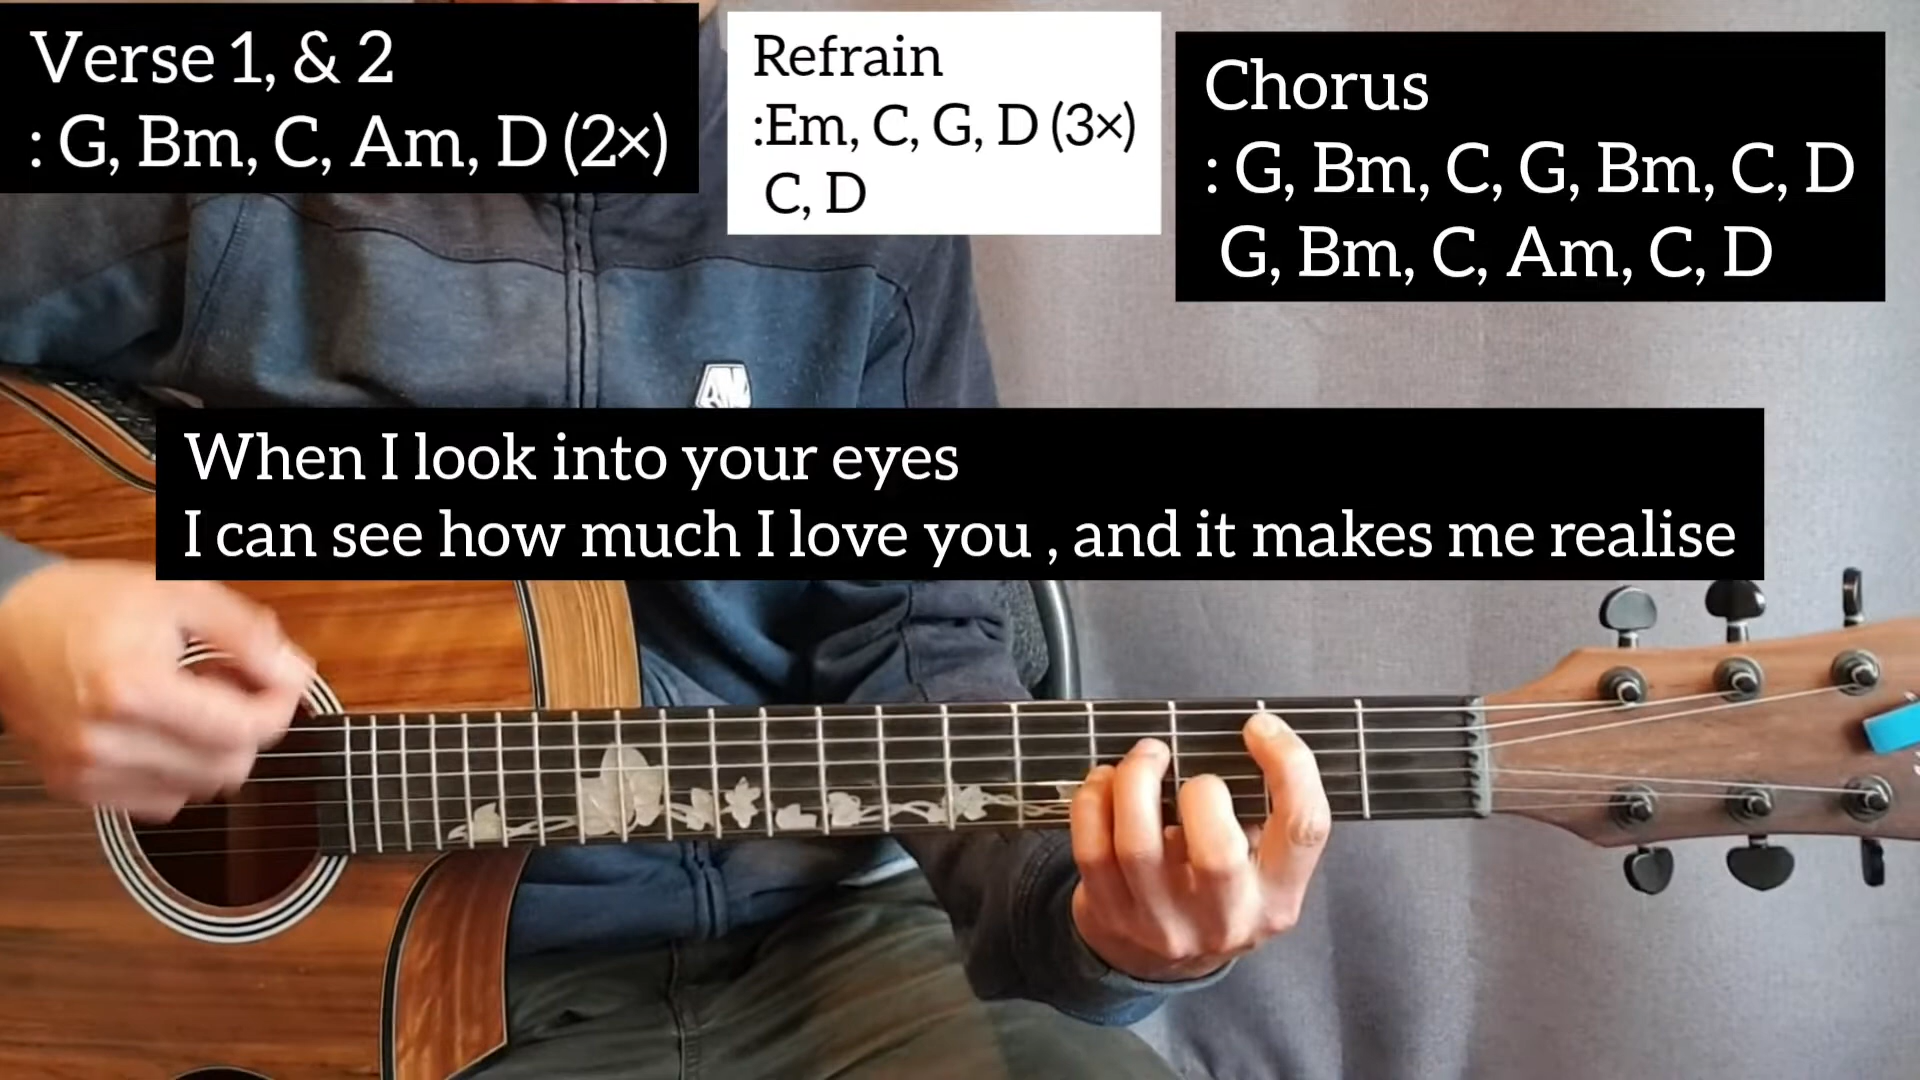 Verse 1, & 2
: G, Bm, C, Am, D (2×)
Refrain
:Em, C, G, D (3×)
C, D
Chorus
: G, Bm, C, G, Bm, C, D
G, Bm, C, Am, C, D
When I look into your eyes
I can see how much I love you , and it makes me realise